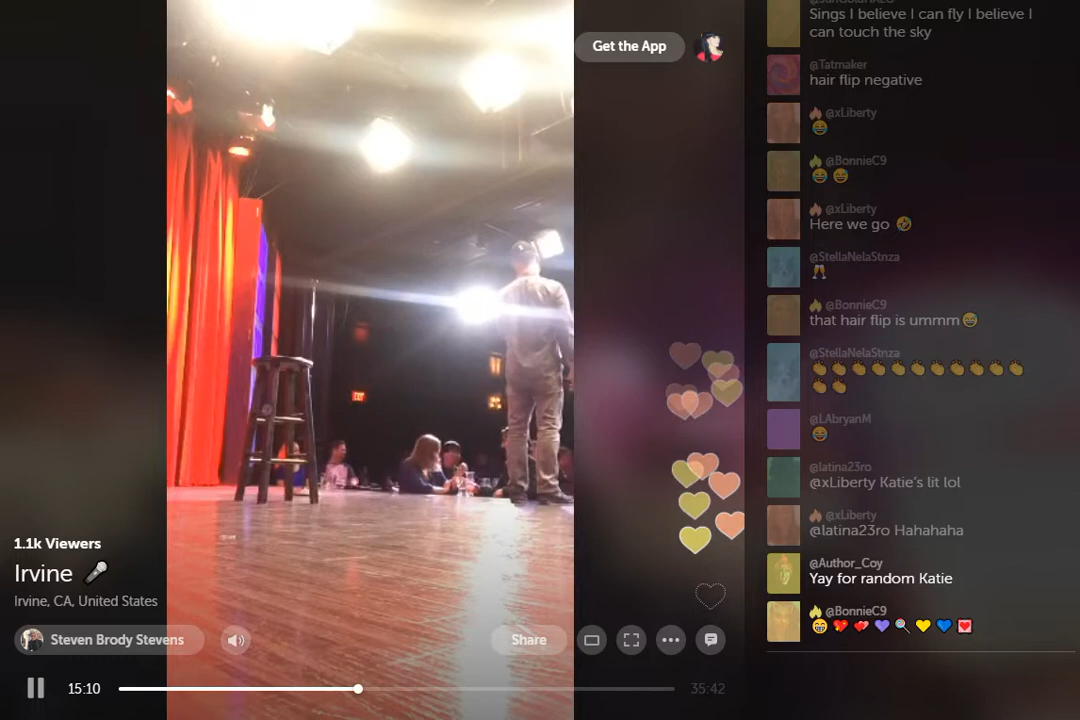 Get the App
Sings I believe I can fly I believe I
can touch the sky
@Tatmaker
hair flip negative
@xLiberty
😂
@BonnieC9
😂 😅
@xLiberty
Here we go 🤣
@StellaNelaStnza
🥂
@BonnieC9
that hair flip is ummm😅
@StellaNelaStnza
👏👏👏👏👏👏👏👏👏👏👏
👏👏
@LAbryanM
😂
@latina23ro
@xLiberty Katie's lit lol
@xLiberty
@latina23ro Hahahaha
@Author_Coy
Yay for random Katie
@BonnieC9
😁💖💕💜🔍💛💙💟
EXIT
1.1k Viewers
Irvine 🎤
Irvine, CA, United States
Steven Brody Stevens
Share
15:10
35:42